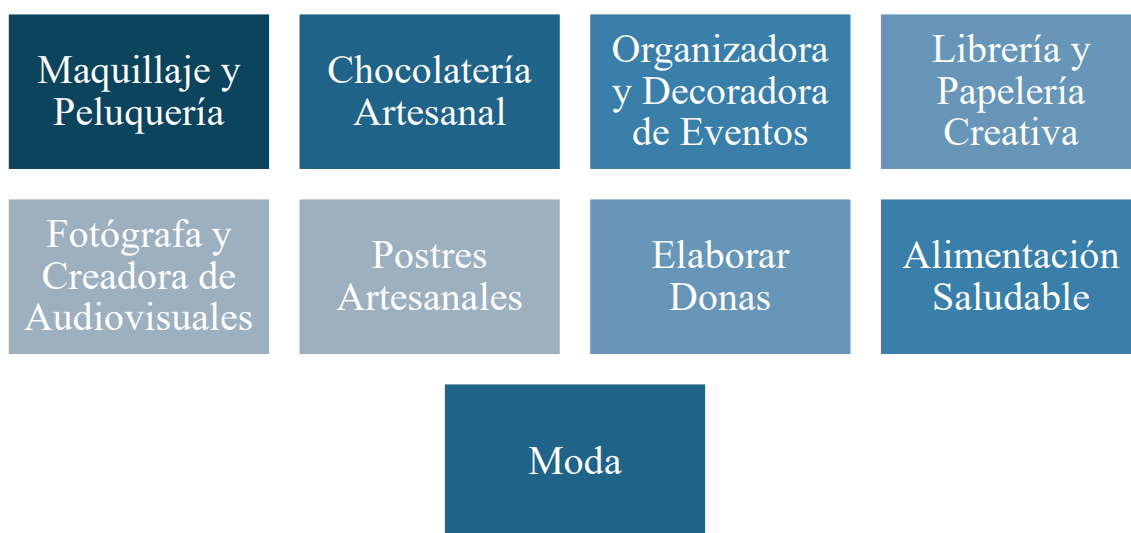 Maquillaje y
Peluquería
Chocolatería
Artesanal
Organizadora
y Decoradora
de Eventos
Librería y
Papelería
Creativa
Fotógrafa y
Creadora de
Audiovisuales
Postres
Artesanales
Elaborar
Donas
Alimentación
Saludable
Moda